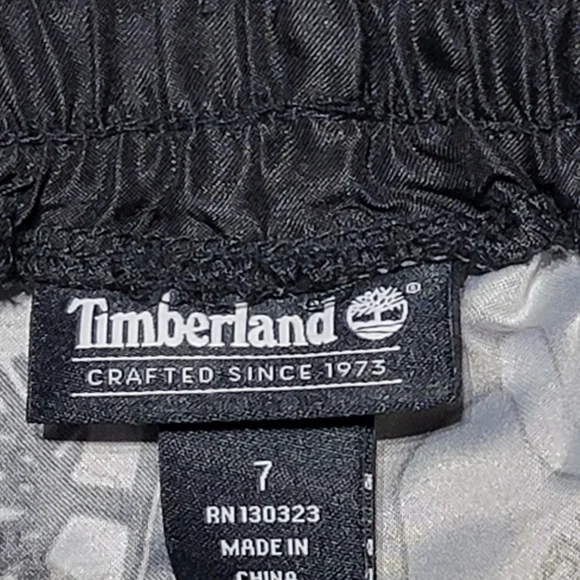 Timberland®
CRAFTED SINCE 1973
7
RN 130323
MADE IN
CHINA